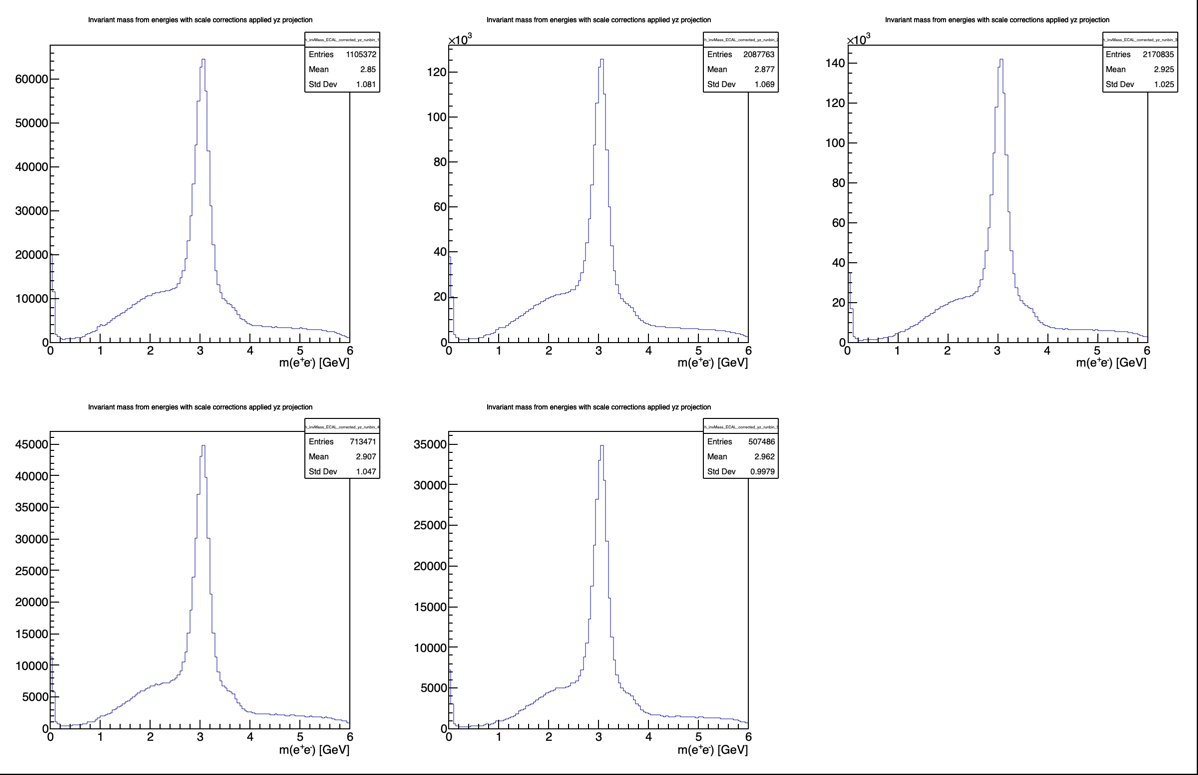 Invariant mass from energies with scale corrections applied yz projection
h_invMass_ECAL_corrected_yz_runbin_1
Entries 1105372
Mean 2.85
Std Dev 1.081
60000
50000
40000
30000
20000
10000
0
0 1 2 3 4 5 6
m(e⁺e⁻) [GeV]
Invariant mass from energies with scale corrections applied yz projection
×10³
h_invMass_ECAL_corrected_yz_runbin_2
Entries 2087763
Mean 2.877
Std Dev 1.069
120
100
80
60
40
20
0
0 1 2 3 4 5 6
m(e⁺e⁻) [GeV]
Invariant mass from energies with scale corrections applied yz projection
×10³
h_invMass_ECAL_corrected_yz_runbin_3
Entries 2170835
Mean 2.925
Std Dev 1.025
140
120
100
80
60
40
20
0
0 1 2 3 4 5 6
m(e⁺e⁻) [GeV]
Invariant mass from energies with scale corrections applied yz projection
h_invMass_ECAL_corrected_yz_runbin_4
Entries 713471
Mean 2.907
Std Dev 1.047
45000
40000
35000
30000
25000
20000
15000
10000
5000
0
0 1 2 3 4 5 6
m(e⁺e⁻) [GeV]
Invariant mass from energies with scale corrections applied yz projection
Entries 507486
Mean 2.962
Std Dev 0.9979
35000
30000
25000
20000
15000
10000
5000
0
0 1 2 3 4 5 6
m(e⁺e⁻) [GeV]